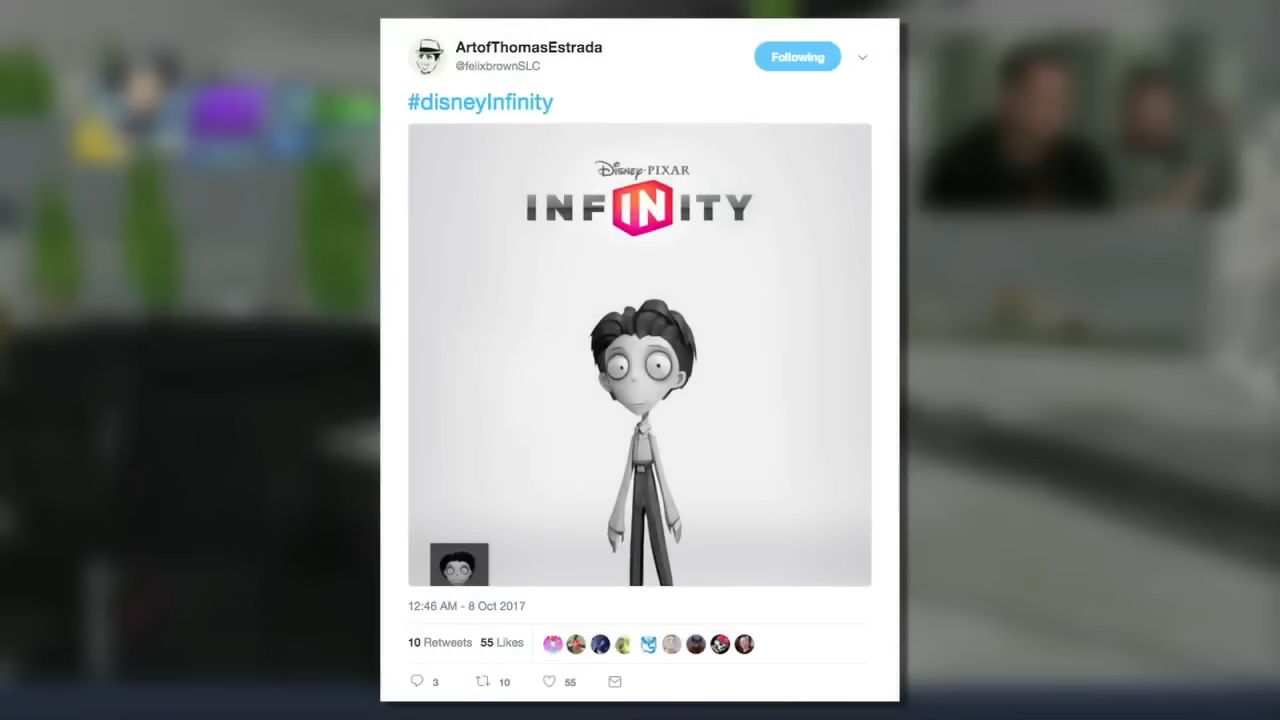 ArtofThomasEstrada
@felixbrownSLC
Following
#disneyInfinity
Disney·PIXAR
INFINITY
12:46 AM - 8 Oct 2017
10 Retweets 55 Likes
3 10 55